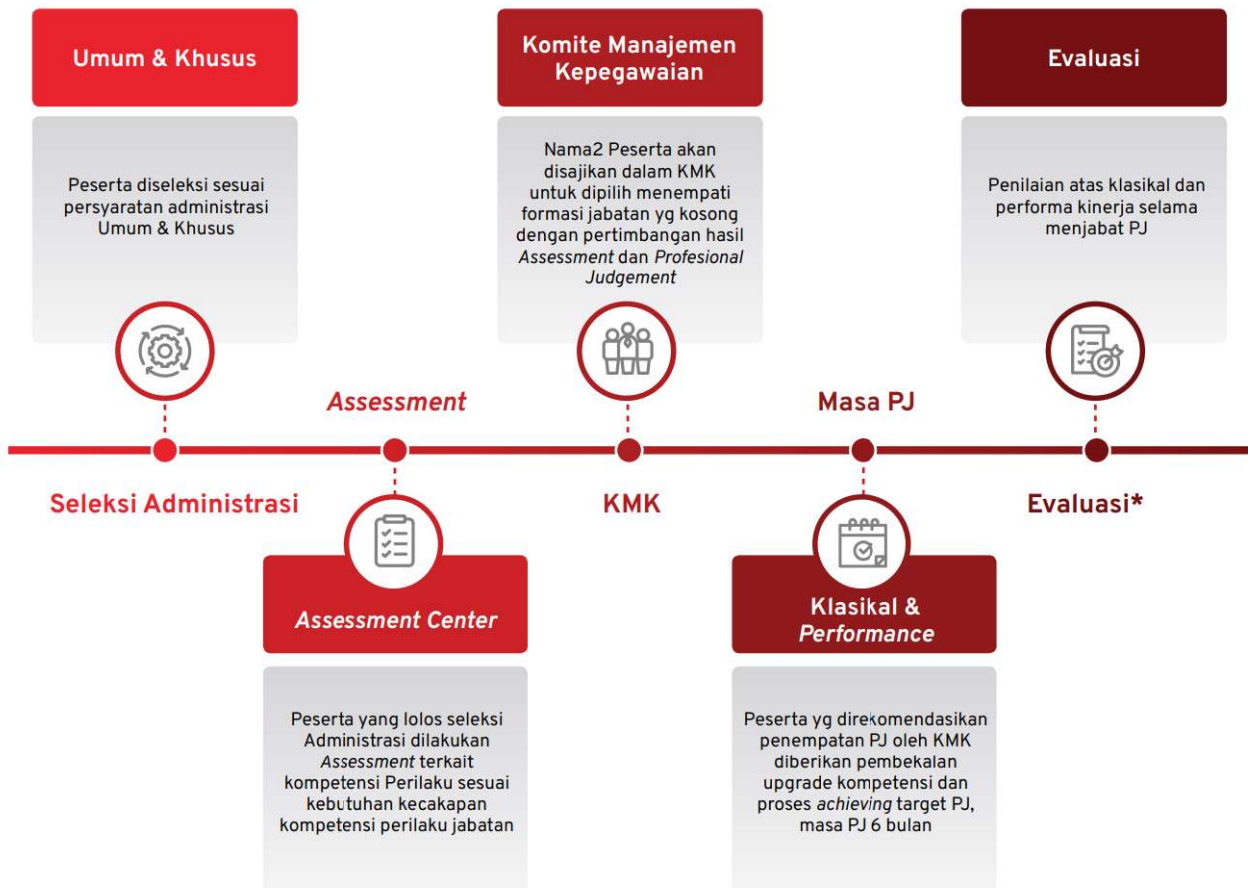 Umum & Khusus
Peserta diseleksi sesuai
persyaratan administrasi
Umum & Khusus
Seleksi Administrasi
Assessment
Assessment Center
Peserta yang lolos seleksi
Administrasi dilakukan
Assessment terkait
kompetensi Perilaku sesuai
kebutuhan kecakapan
kompetensi perilaku jabatan
Komite Manajemen
Kepegawaian
Nama2 Peserta akan
disajikan dalam KMK
untuk dipilih menempati
formasi jabatan yg kosong
dengan pertimbangan hasil
Assessment dan Profesional
Judgement
KMK
Masa PJ
Klasikal &
Performance
Peserta yg direkomendasikan
penempatan PJ oleh KMK
diberikan pembekalan
upgrade kompetensi dan
proses achieving target PJ,
masa PJ 6 bulan
Evaluasi
Penilaian atas klasikal dan
performa kinerja selama
menjabat PJ
Evaluasi*